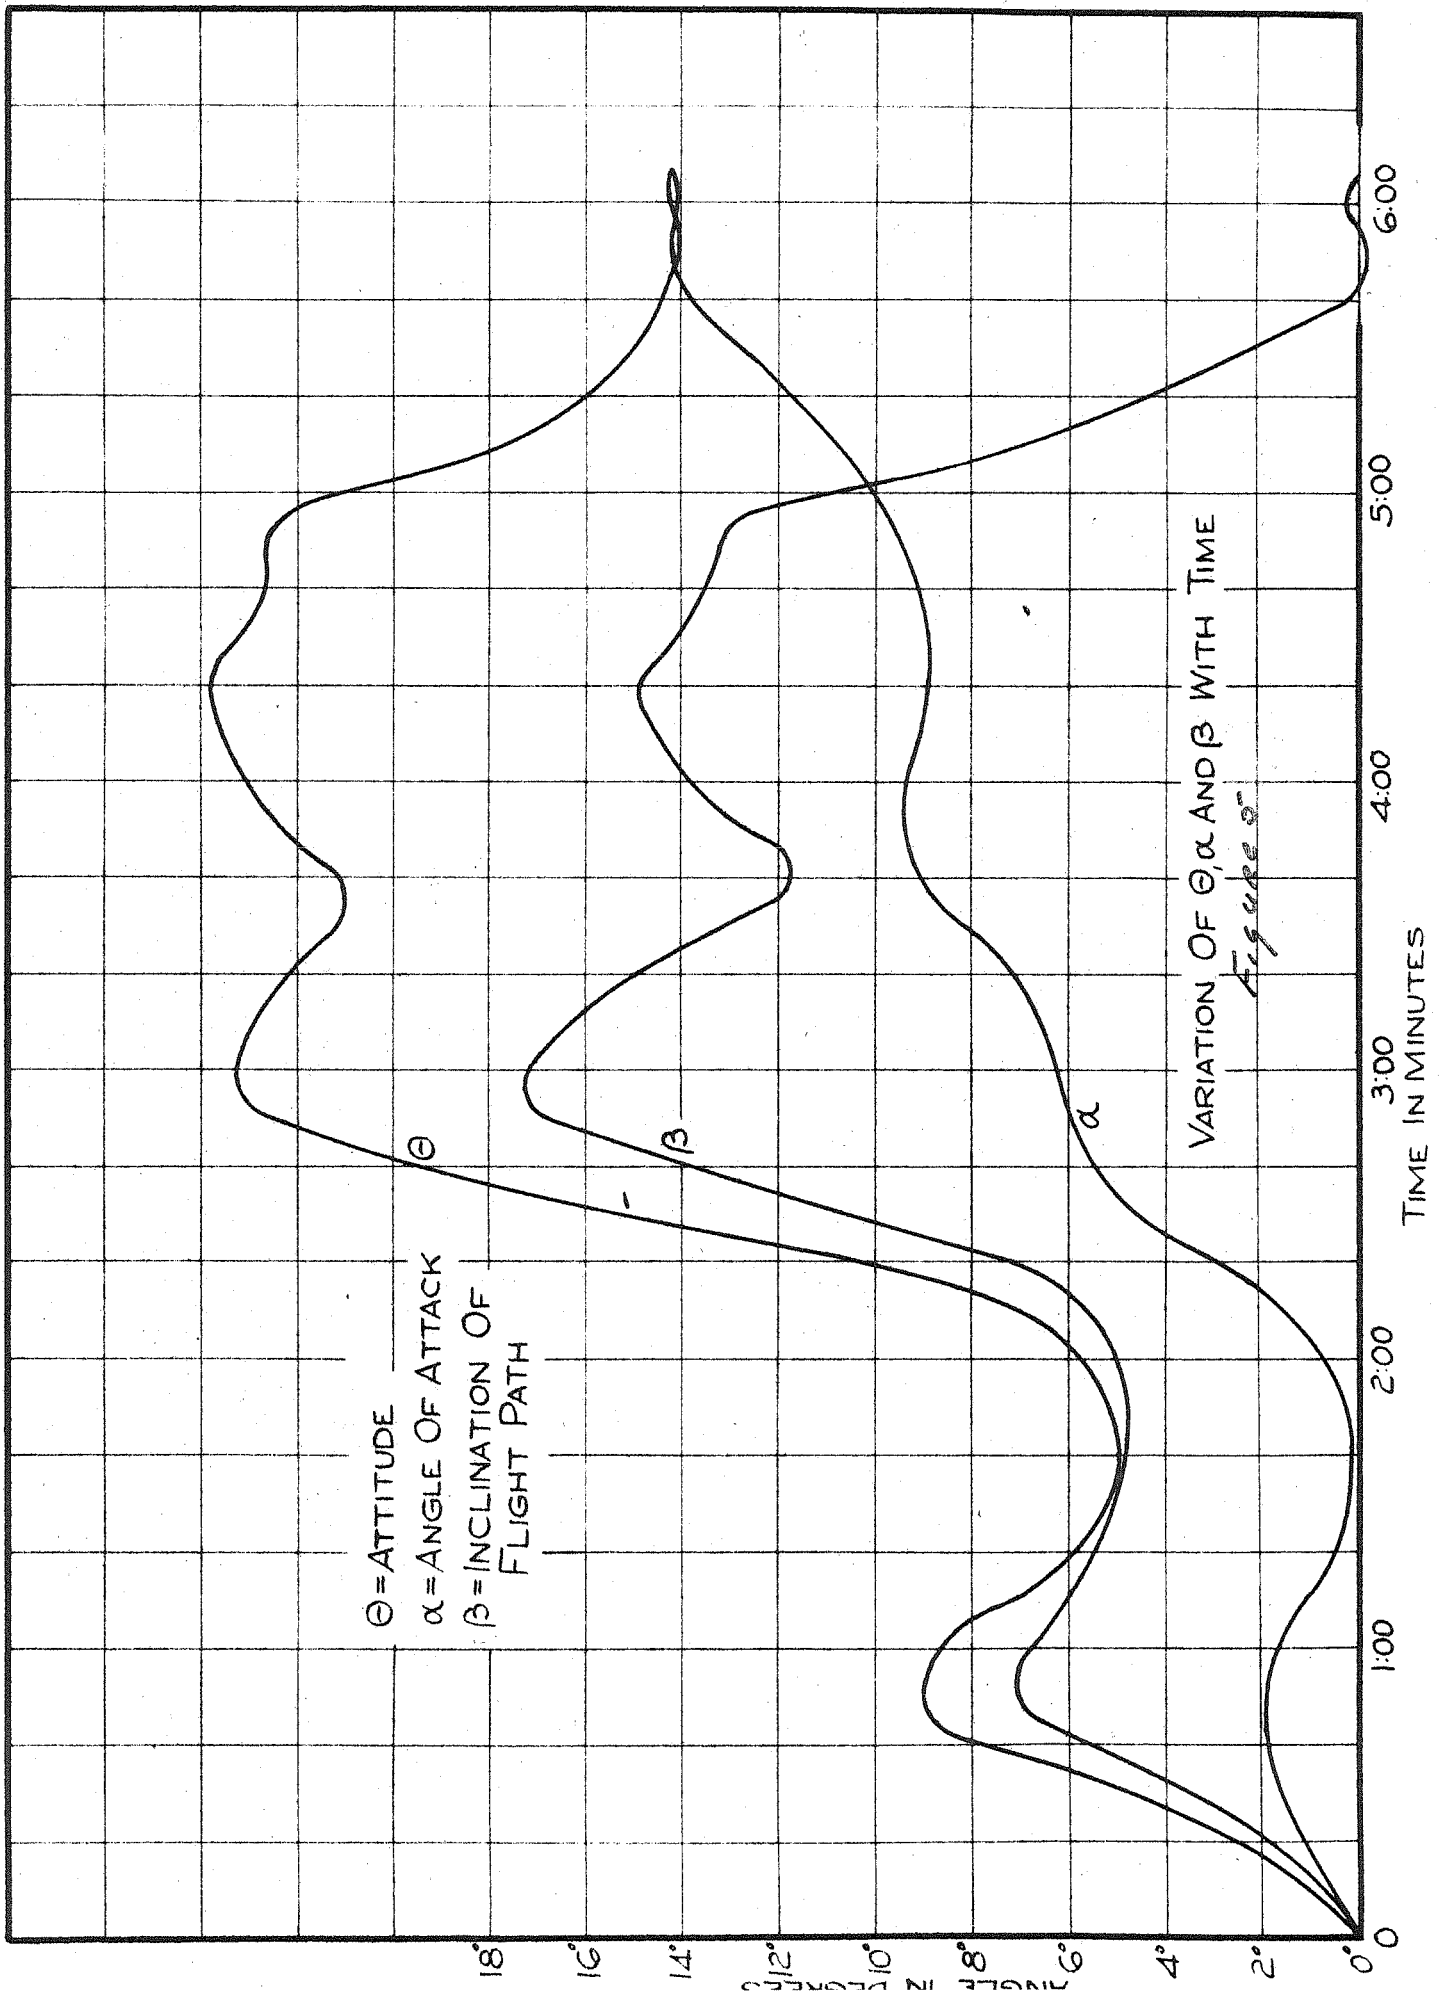 Θ=ATTITUDE
α=ANGLE OF ATTACK
β=INCLINATION OF
FLIGHT PATH
Θ
β
α
VARIATION OF Θ, α AND β WITH TIME
FIGURE 5
18°
16°
14°
12°
10°
8°
6°
4°
2°
0°
0
1:00
2:00
3:00
4:00
5:00
6:00
TIME IN MINUTES